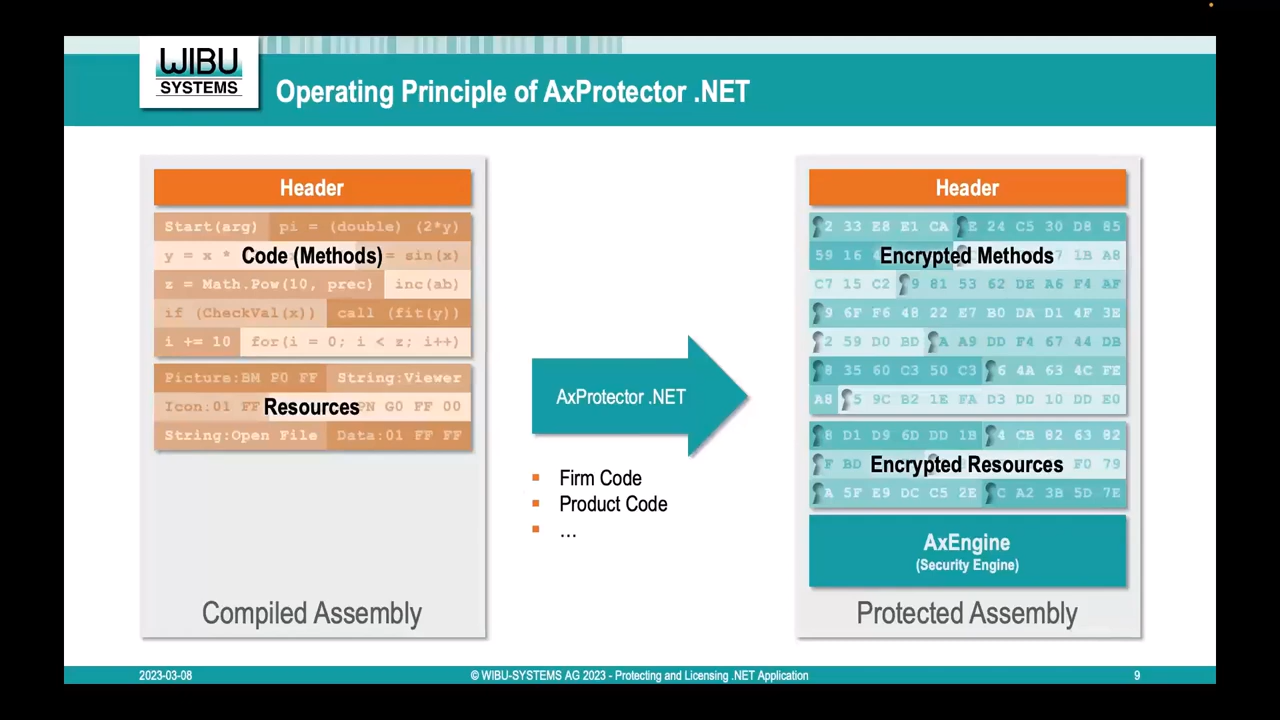 WIBU
SYSTEMS
Operating Principle of AxProtector .NET
Header
Start(arg) pi = (double) (2*y)
y = x * = sin(x)
Code (Methods)
z = Math.Pow(10, prec) inc(ab)
if (CheckVal(x)) call (fit(y))
i += 10 for(i = 0; i < z; i++)
Picture:BM P0 FF String:Viewer
Icon:01 FF G0 FF 00
Resources
String:Open File Data:01 FF FF
Compiled Assembly
AxProtector .NET
Firm Code
Product Code
...
Header
2 33 E8 E1 CA E 24 C5 30 D8 85
59 16 1B A8
Encrypted Methods
C7 15 C2 9 81 53 62 DE A6 F4 AF
9 6F F6 48 22 E7 B0 DA D1 4F 3E
2 59 D0 BD A A9 DD F4 67 44 DB
8 35 60 C3 50 C3 6 4A 63 4C FE
A8 5 9C B2 1E FA D3 DD 10 DD E0
8 D1 D9 6D DD 1B 4 CB 82 63 82
F BD F0 79
Encrypted Resources
A 5F E9 DC C5 2E C A2 3B 5D 7E
AxEngine
(Security Engine)
Protected Assembly
2023-03-08
© WIBU-SYSTEMS AG 2023 - Protecting and Licensing .NET Application
9